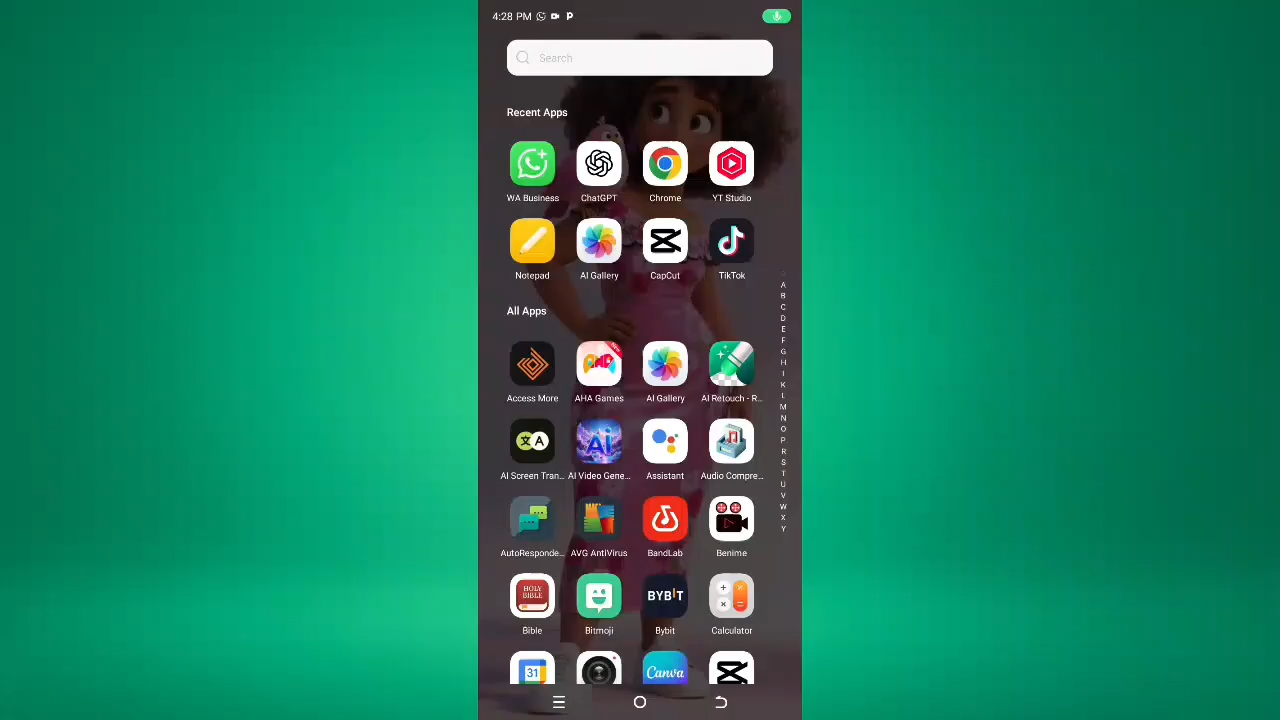 4:28 PM
Search
Recent Apps
WA Business ChatGPT Chrome YT Studio
Notepad AI Gallery CapCut TikTok
All Apps
Access More AHA Games AI Gallery AI Retouch - R...
文 A Ai
AI Screen Tran... AI Video Gene... Assistant Audio Compre...
AutoResponde... AVG AntiVirus BandLab Benime
HOLY BIBLE BYBIT
Bible Bitmoji Bybit Calculator
31 Canva
A
B
C
D
E
F
G
H
I
K
L
M
N
O
P
R
S
T
U
V
W
X
Y